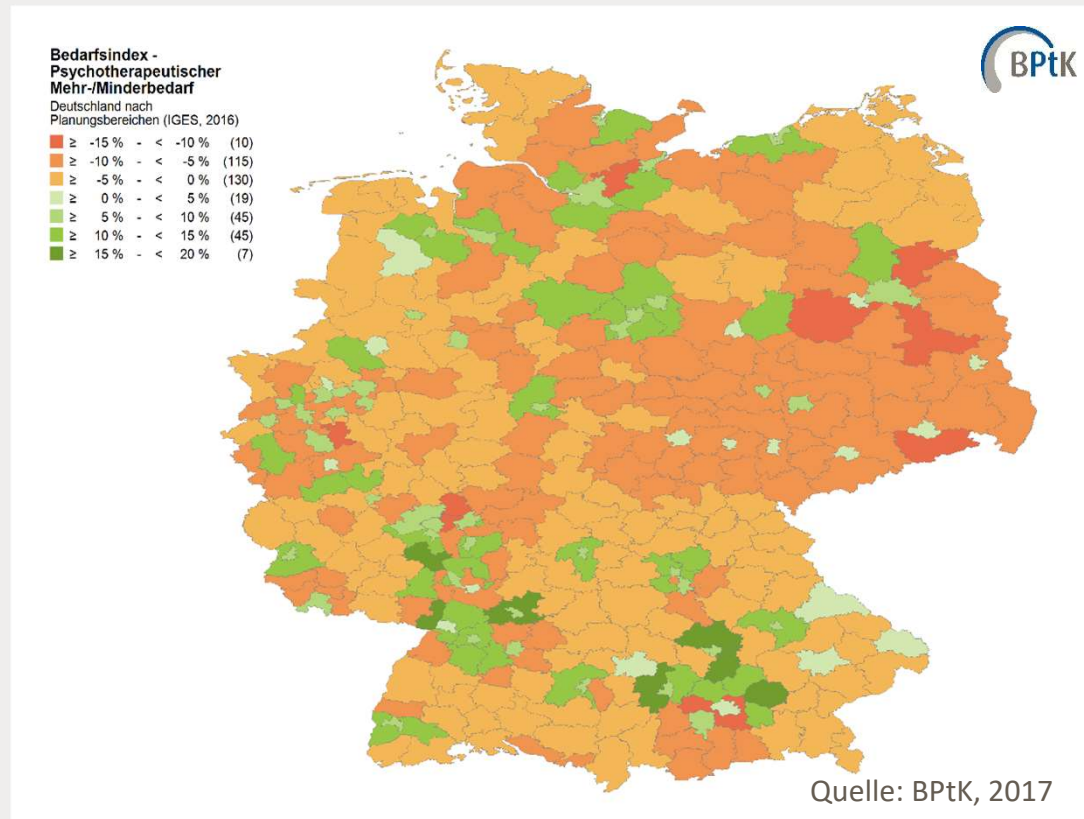 Bedarfsindex -
Psychotherapeutischer
Mehr-/Minderbedarf
Deutschland nach
Planungsbereichen (IGES, 2016)
≥ -15 % - < -10 % (10)
≥ -10 % - < -5 % (115)
≥ -5 % - < 0 % (130)
≥ 0 % - < 5 % (19)
≥ 5 % - < 10 % (45)
≥ 10 % - < 15 % (45)
≥ 15 % - < 20 % (7)
BPtK
Quelle: BPtK, 2017